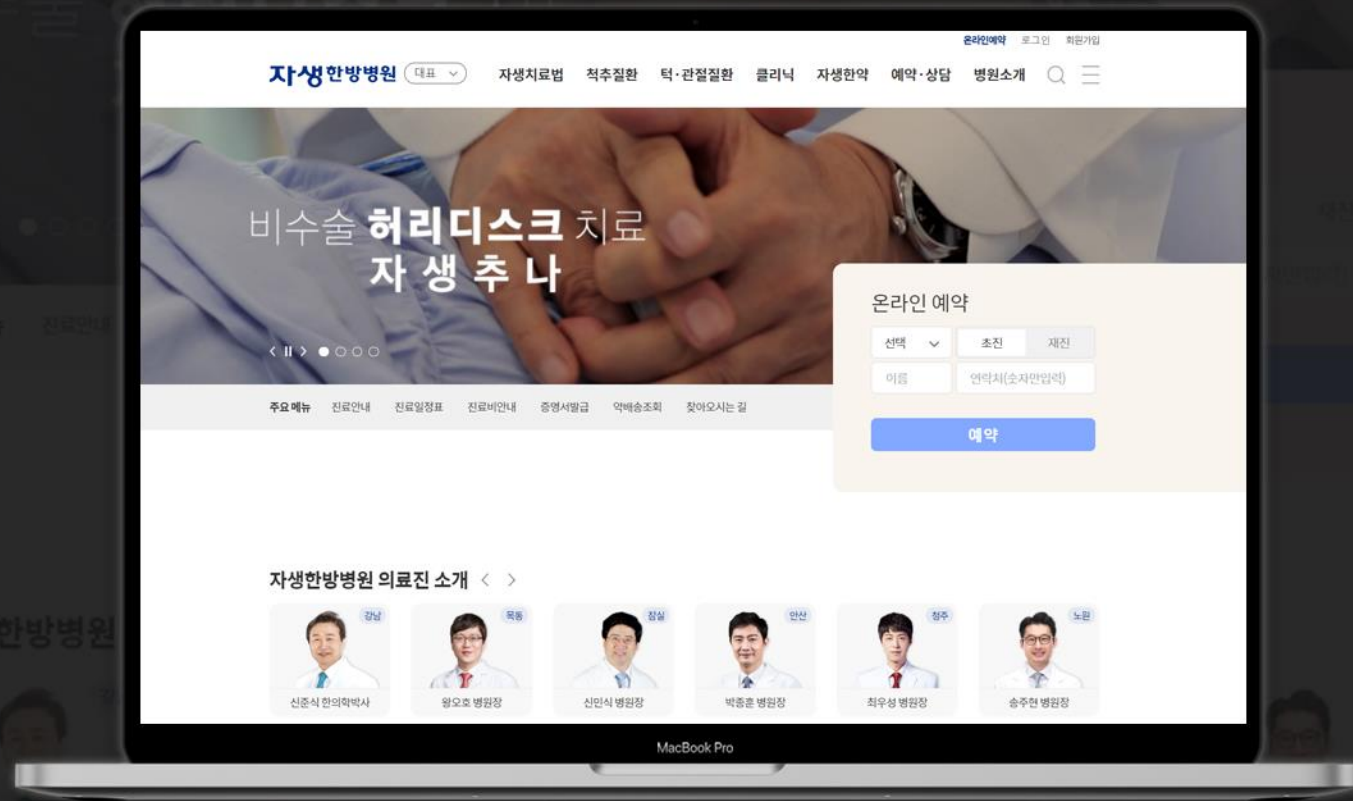 온라인예약 로그인 회원가입
자생한방병원 대표 자생치료법 척추질환 턱·관절질환 클리닉 자생한약 예약·상담 병원소개
비수술 허리디스크 치료
자생추나
온라인 예약
선택 초진 재진
이름 연락처(숫자만입력)
예약
주요메뉴 진료안내 진료일정표 진료비안내 증명서발급 약배송조회 찾아오시는 길
자생한방병원 의료진 소개
강남 목동 잠실 안산 청주 노원
신준식 한의학박사 왕오호 병원장 신민식 병원장 박종훈 병원장 최우성 병원장 송주현 병원장
MacBook Pro
진료안내
한방병원